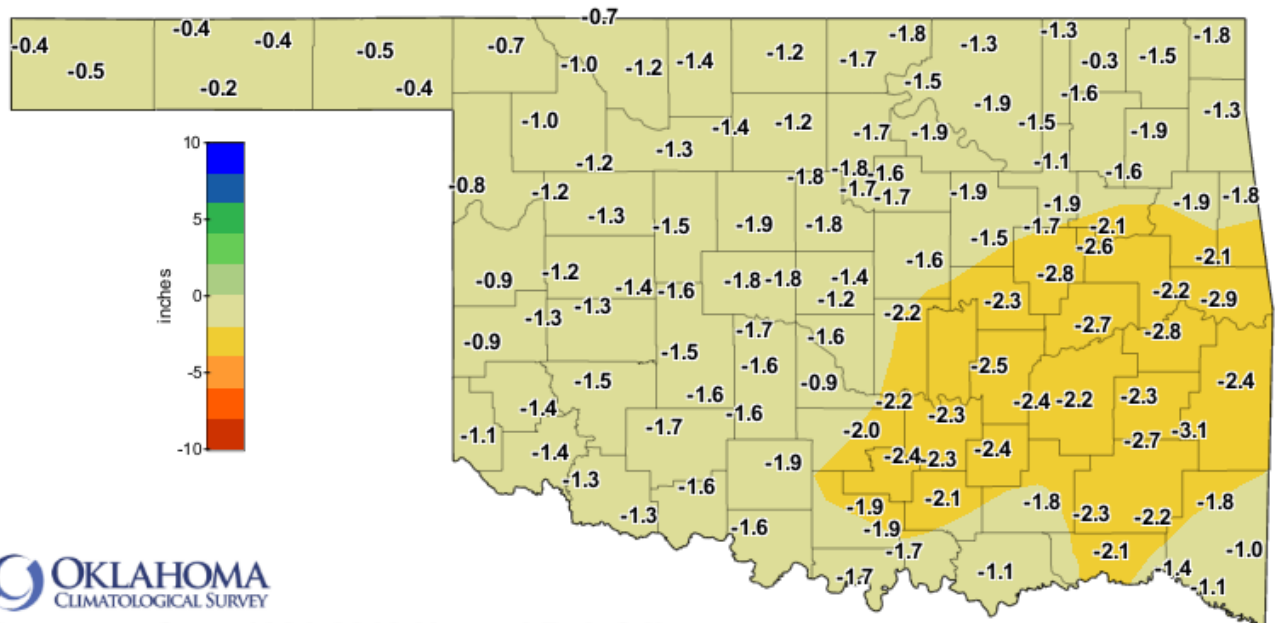 -0.7
-0.4 -0.4 -0.4 -0.5 -0.7 -1.2 -1.7 -1.8 -1.3 -1.3 -1.5 -1.8
-0.5 -0.2 -0.4 -1.0 -1.2 -1.4 -1.5 -0.3
-1.9 -1.6 -1.3
-1.0 -1.4 -1.2 -1.7 -1.9 -1.5 -1.9
-1.2 -1.3 -1.1 -1.6
-0.8 -1.2 -1.8 -1.8 -1.6 -1.7 -1.7 -1.9 -1.9 -1.9 -1.8
-1.3 -1.5 -1.9 -1.8 -1.5 -1.7 -2.1
-1.6 -2.6 -2.1
10
5
0
-5
-10
inches
-0.9 -1.2 -1.4 -1.6 -1.8 -1.8 -1.4 -2.8 -2.2 -2.9
-1.3 -1.3 -1.2 -2.2 -2.3
-0.9 -1.5 -1.7 -1.6 -2.7 -2.8
-1.5 -1.6 -0.9 -2.5 -2.4
-1.4 -1.6 -1.6 -2.2 -2.3 -2.4 -2.2 -2.3
-1.1 -1.7 -2.0 -2.7 -3.1
-1.4 -1.9 -2.4 -2.3 -2.4
-1.3 -1.6 -1.9 -2.1 -1.8 -1.8
-1.3 -1.6 -1.9 -2.3 -2.2
-1.7 -1.7 -1.1 -2.1 -1.4 -1.0
-1.1
OKLAHOMA
CLIMATOLOGICAL SURVEY